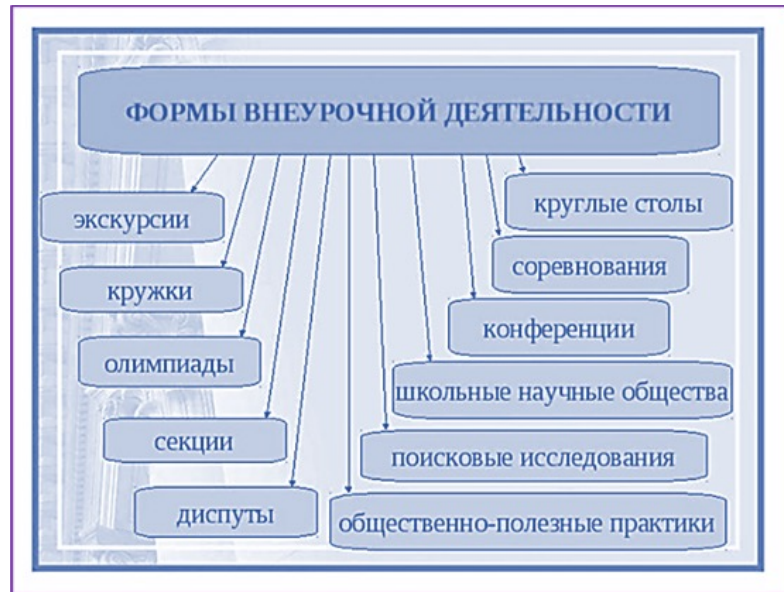 ФОРМЫ ВНЕУРОЧНОЙ ДЕЯТЕЛЬНОСТИ
экскурсии
кружки
олимпиады
секции
диспуты
круглые столы
соревнования
конференции
школьные научные общества
поисковые исследования
общественно-полезные практики